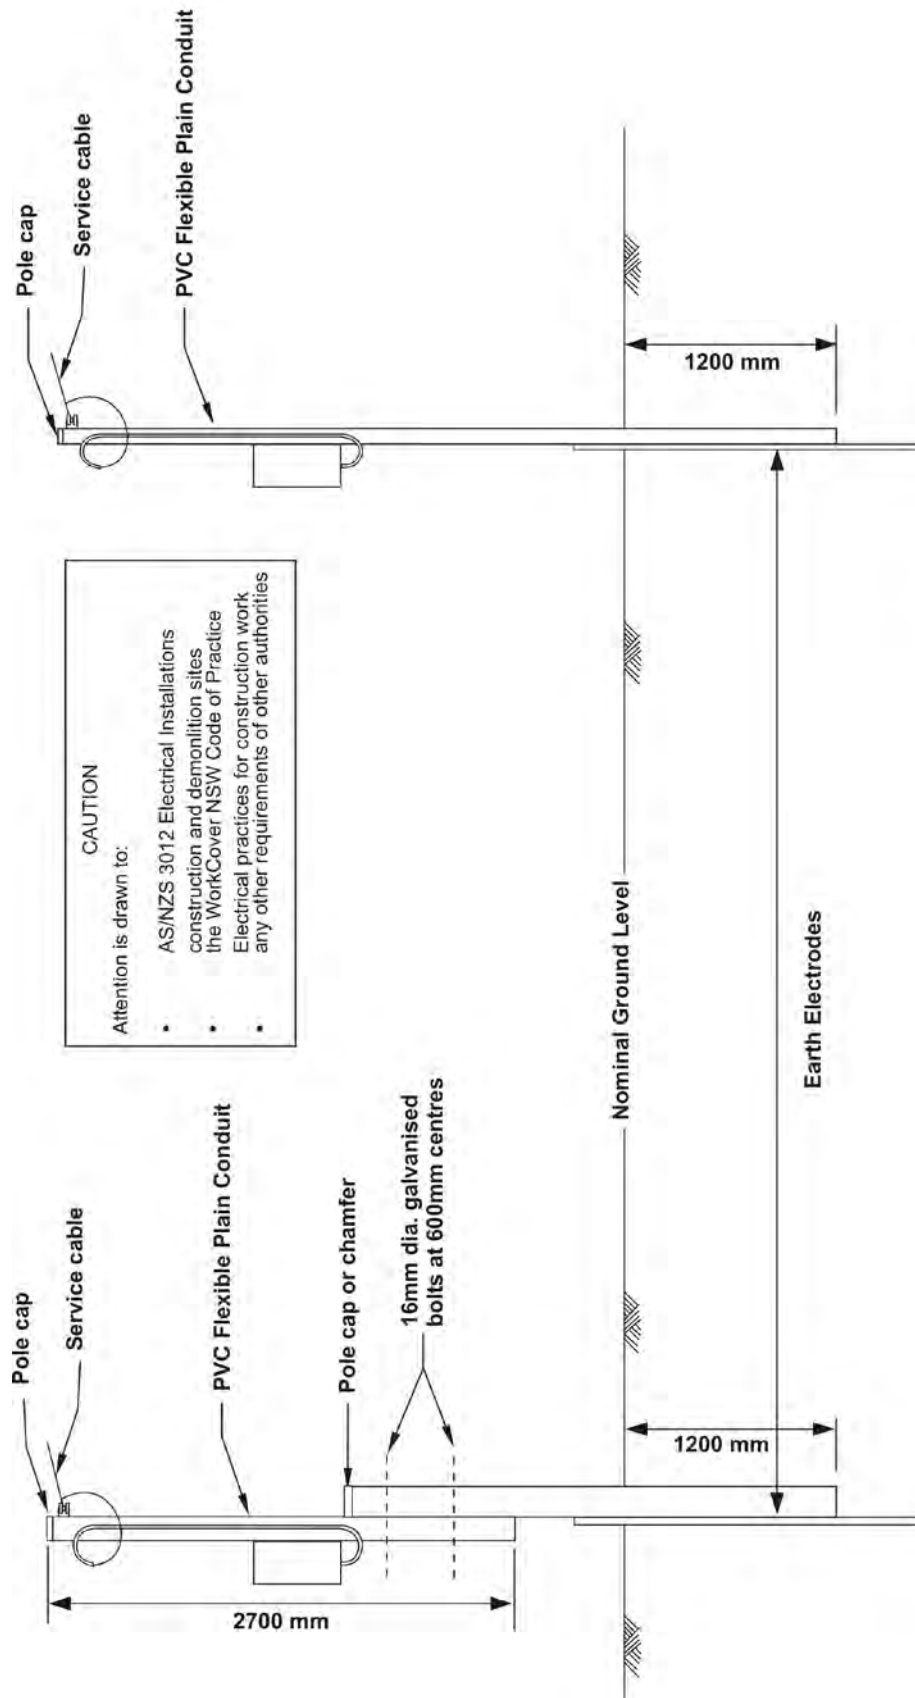 Pole cap
Service cable
PVC Flexible Plain Conduit
Pole cap or chamfer
16mm dia. galvanised
bolts at 600mm centres
2700 mm
1200 mm
CAUTION
Attention is drawn to:
• AS/NZS 3012 Electrical Installations
construction and demonlition sites
• the WorkCover NSW Code of Practice
Electrical practices for construction work
• any other requirements of other authorities
Nominal Ground Level
Earth Electrodes
Pole cap
Service cable
PVC Flexible Plain Conduit
1200 mm